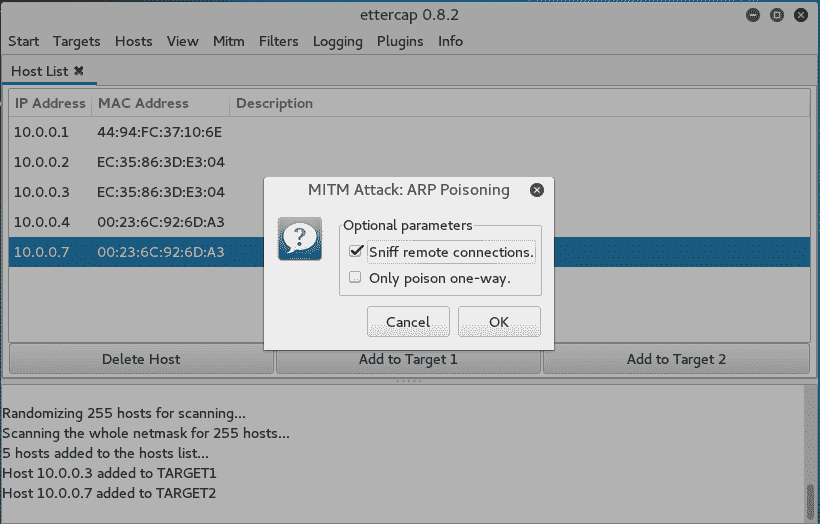 ettercap 0.8.2
Start Targets Hosts View Mitm Filters Logging Plugins Info
Host List ✖
IP Address MAC Address Description
10.0.0.1 44:94:FC:37:10:6E
10.0.0.2 EC:35:86:3D:E3:04
10.0.0.3 EC:35:86:3D:E3:04
10.0.0.4 00:23:6C:92:6D:A3
10.0.0.7 00:23:6C:92:6D:A3
MITM Attack: ARP Poisoning
Optional parameters
Sniff remote connections.
Only poison one-way.
Cancel OK
Delete Host Add to Target 1 Add to Target 2
Randomizing 255 hosts for scanning...
Scanning the whole netmask for 255 hosts...
5 hosts added to the hosts list...
Host 10.0.0.3 added to TARGET1
Host 10.0.0.7 added to TARGET2